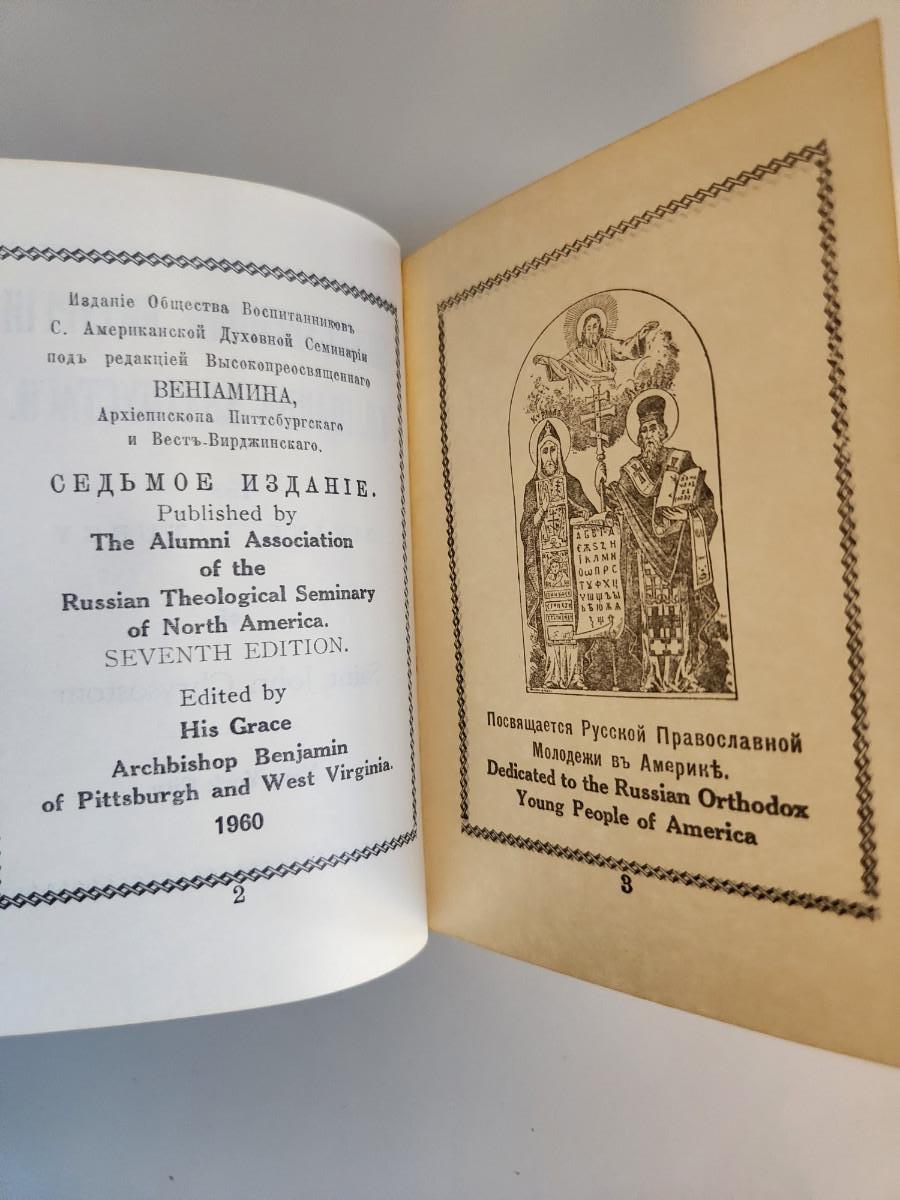 Изданіе Общества Воспитанниковъ
С. Американской Духовной Семинаріи
подъ редакціей Высокопреосвященнаго
ВЕНІАМИНА,
Архіепископа Питтсбургскаго
и Вестъ-Вирджинскаго.
СЕДЬМОЕ ИЗДАНІЕ.
Published by
The Alumni Association
of the
Russian Theological Seminary
of North America.
SEVENTH EDITION.
Edited by
His Grace
Archbishop Benjamin
of Pittsburgh and West Virginia.
1960
2
Посвящается Русской Православной
Молодежи въ Америкѣ.
Dedicated to the Russian Orthodox
Young People of America
3